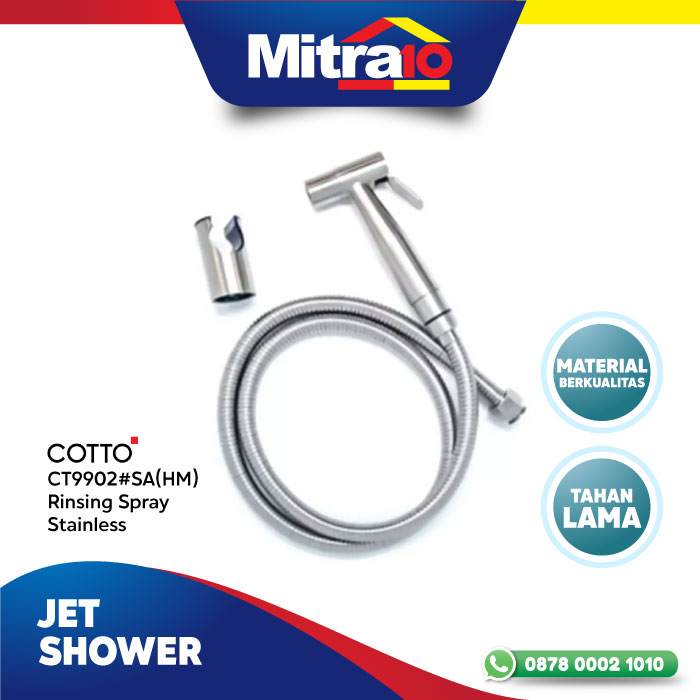 Mitra10
MATERIAL
BERKUALITAS
COTTO
CT9902#SA(HM)
Rinsing Spray
Stainless
TAHAN
LAMA
JET
SHOWER
0878 0002 1010